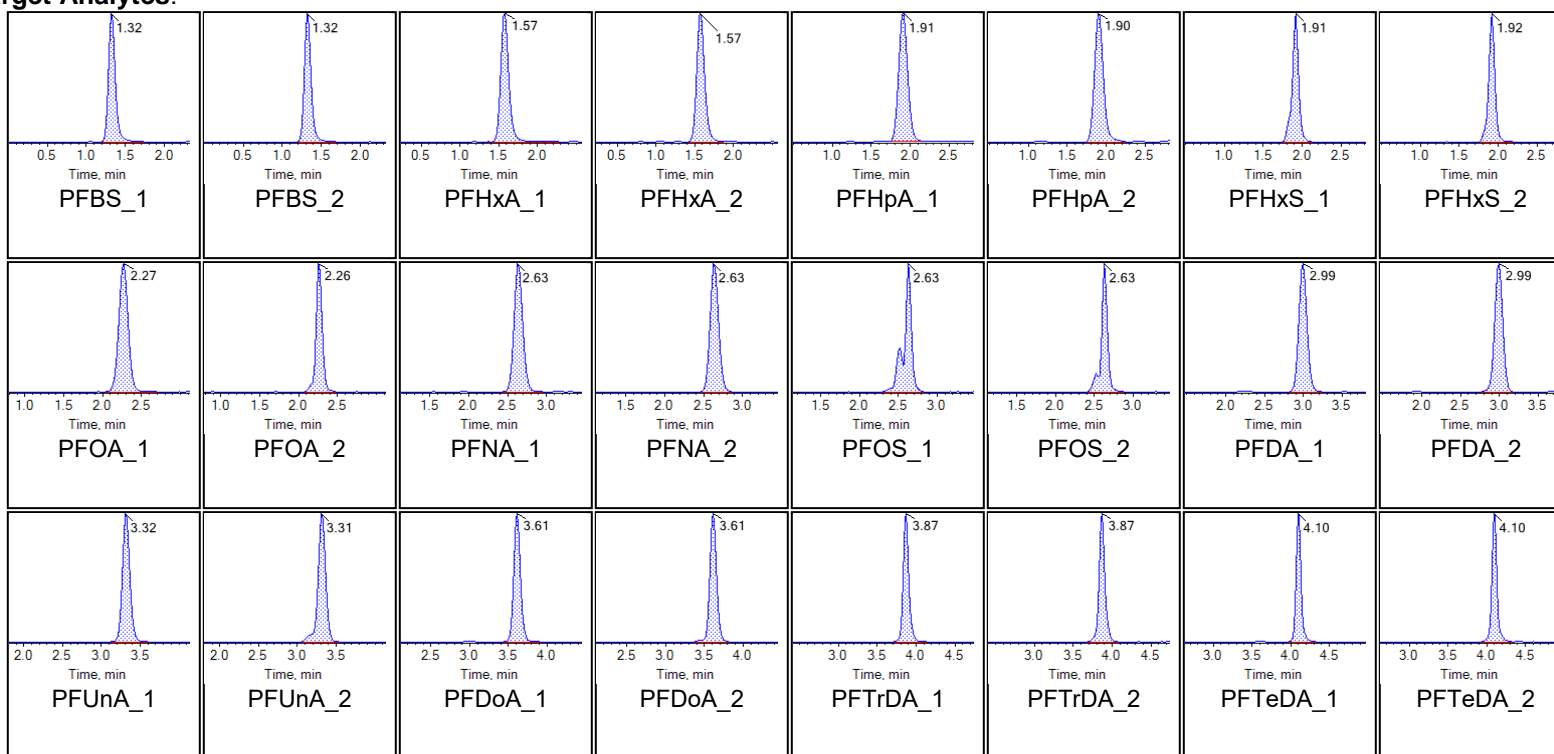 rget Analytes:
1.32 1.32 1.57 1.57 1.91 1.90 1.91 1.92
0.5 1.0 1.5 2.0 0.5 1.0 1.5 2.0 0.5 1.0 1.5 2.0 0.5 1.0 1.5 2.0 1.0 1.5 2.0 2.5 1.0 1.5 2.0 2.5 1.0 1.5 2.0 2.5 1.0 1.5 2.0 2.5
Time, min Time, min Time, min Time, min Time, min Time, min Time, min Time, min
PFBS_1 PFBS_2 PFHxA_1 PFHxA_2 PFHpA_1 PFHpA_2 PFHxS_1 PFHxS_2
2.27 2.26 2.63 2.63 2.63 2.63 2.99 2.99
1.0 1.5 2.0 2.5 1.0 1.5 2.0 2.5 1.5 2.0 2.5 3.0 1.5 2.0 2.5 3.0 1.5 2.0 2.5 3.0 1.5 2.0 2.5 3.0 2.0 2.5 3.0 3.5 2.0 2.5 3.0 3.5
Time, min Time, min Time, min Time, min Time, min Time, min Time, min Time, min
PFOA_1 PFOA_2 PFNA_1 PFNA_2 PFOS_1 PFOS_2 PFDA_1 PFDA_2
3.32 3.31 3.61 3.61 3.87 3.87 4.10 4.10
2.0 2.5 3.0 3.5 2.0 2.5 3.0 3.5 2.5 3.0 3.5 4.0 2.5 3.0 3.5 4.0 3.0 3.5 4.0 4.5 3.0 3.5 4.0 4.5 3.0 3.5 4.0 4.5 3.0 3.5 4.0 4.5
Time, min Time, min Time, min Time, min Time, min Time, min Time, min Time, min
PFUnA_1 PFUnA_2 PFDoA_1 PFDoA_2 PFTrDA_1 PFTrDA_2 PFTeDA_1 PFTeDA_2